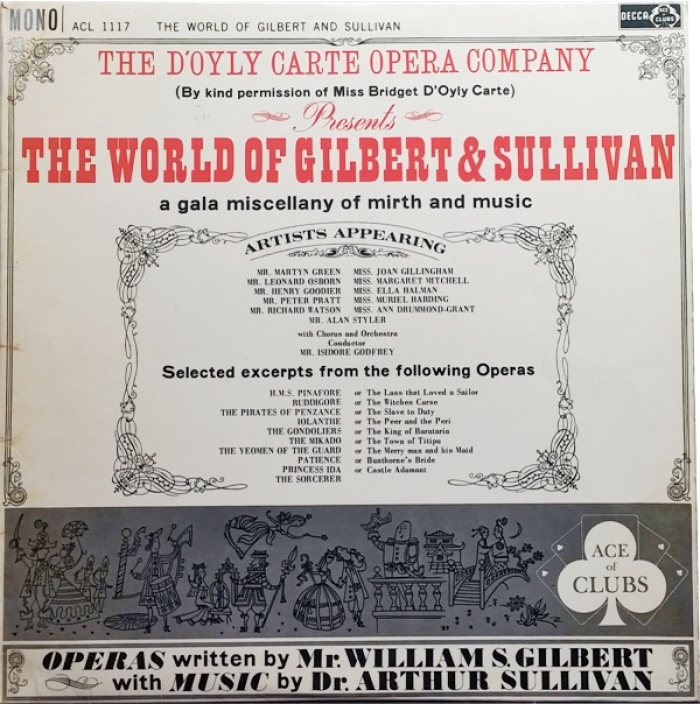 MONO ACL 1117 THE WORLD OF GILBERT AND SULLIVAN DECCA ACE of CLUBS
THE D'OYLY CARTE OPERA COMPANY
(By kind permission of Miss Bridget D'Oyly Carte)
Presents
THE WORLD OF GILBERT & SULLIVAN
a gala miscellany of mirth and music
ARTISTS APPEARING
MR. MARTYN GREEN MISS. JOAN GILLINGHAM
MR. LEONARD OSBORN MISS. MARGARET MITCHELL
MR. HENRY GOODIER MISS. ELLA HALMAN
MR. PETER PRATT MISS. MURIEL HARDING
MR. RICHARD WATSON MISS. ANN DRUMMOND-GRANT
MR. ALAN STYLER
with Chorus and Orchestra
Conductor
MR. ISIDORE GODFREY
Selected excerpts from the following Operas
H.M.S. PINAFORE or The Lass that Loved a Sailor
RUDDIGORE or The Witches Curse
THE PIRATES OF PENZANCE or The Slave to Duty
IOLANTHE or The Peer and the Peri
THE GONDOLIERS or The King of Barataria
THE MIKADO or The Town of Titipu
THE YEOMEN OF THE GUARD or The Merry man and his Maid
PATIENCE or Bunthorne's Bride
PRINCESS IDA or Castle Adamant
THE SORCERER
ACE
of
CLUBS
OPERAS written by Mr. WILLIAM S. GILBERT
with MUSIC by Dr. ARTHUR SULLIVAN